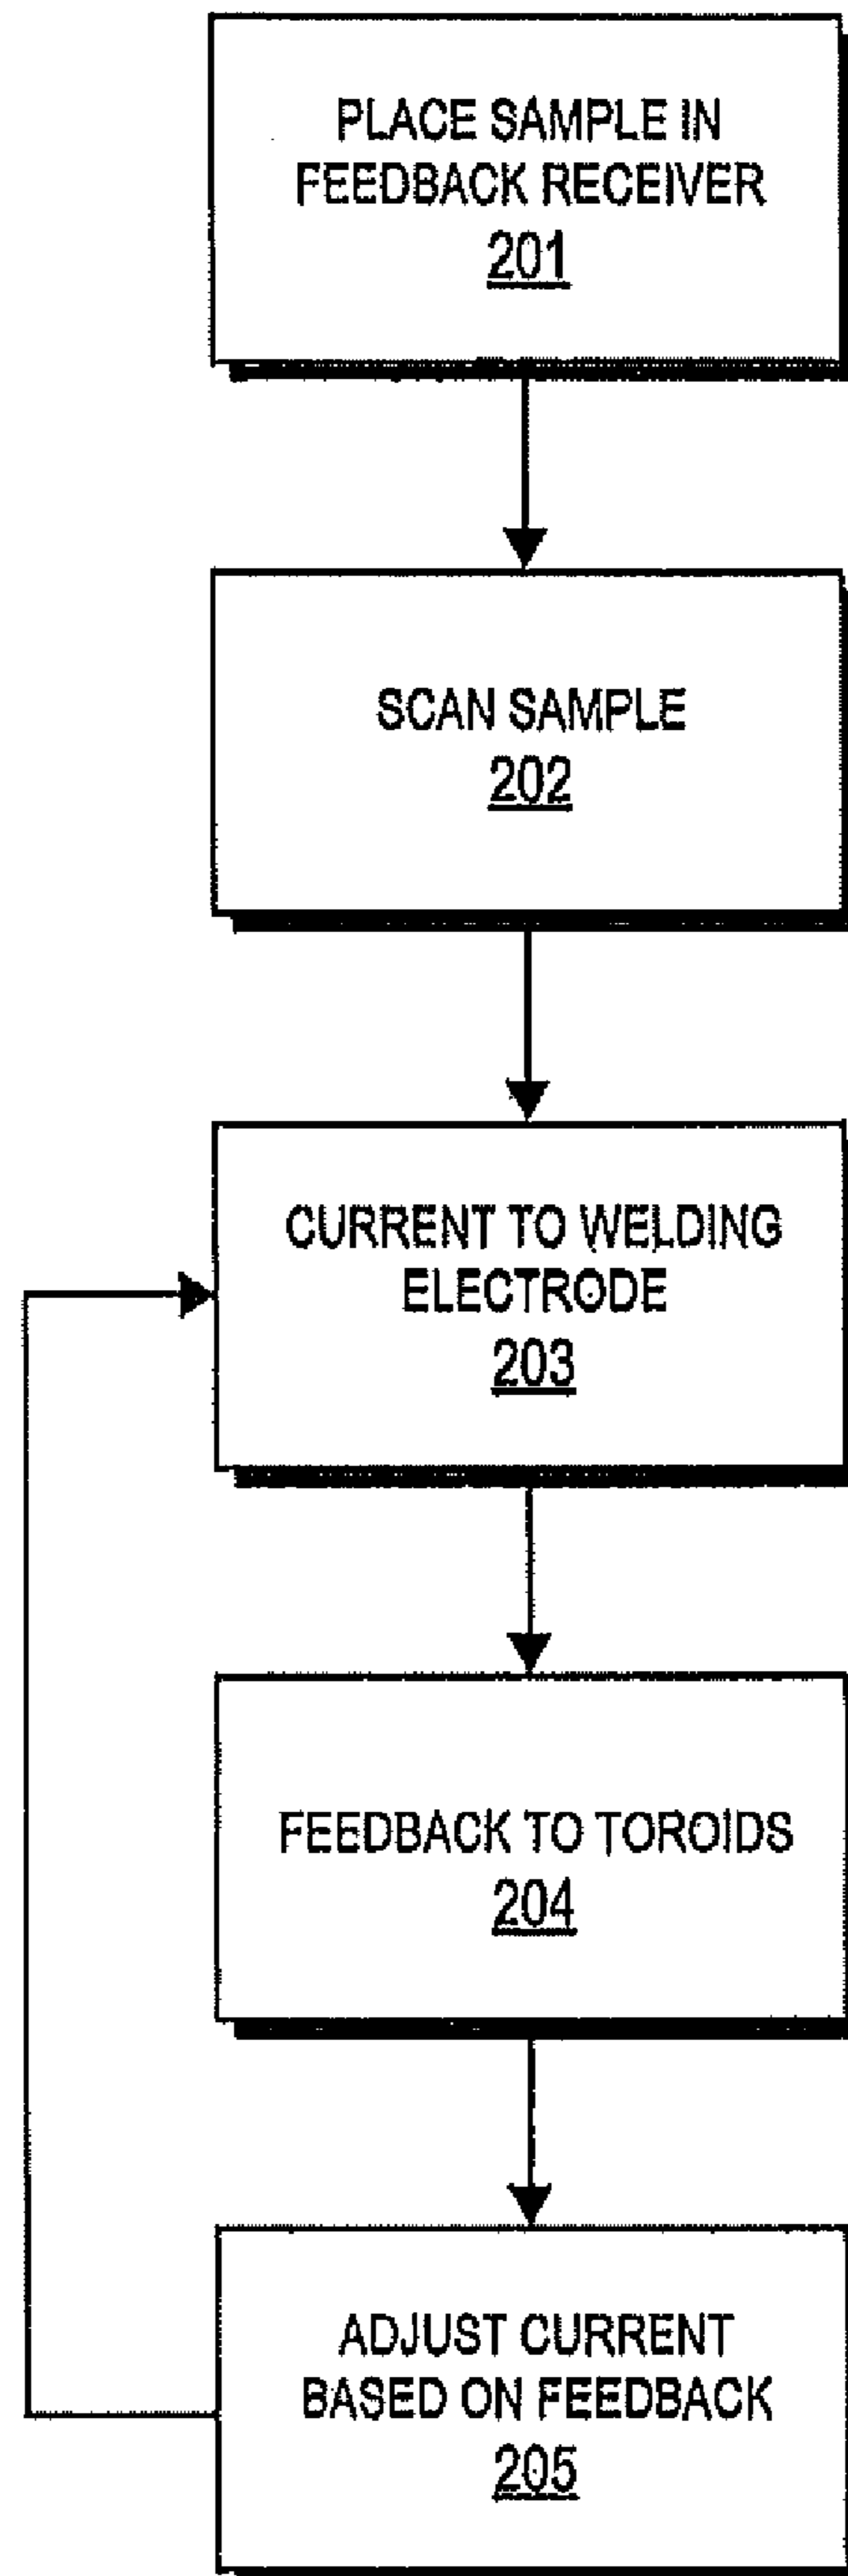 PLACE SAMPLE IN
FEEDBACK RECEIVER
201
SCAN SAMPLE
202
CURRENT TO WELDING
ELECTRODE
203
FEEDBACK TO TOROIDS
204
ADJUST CURRENT
BASED ON FEEDBACK
205